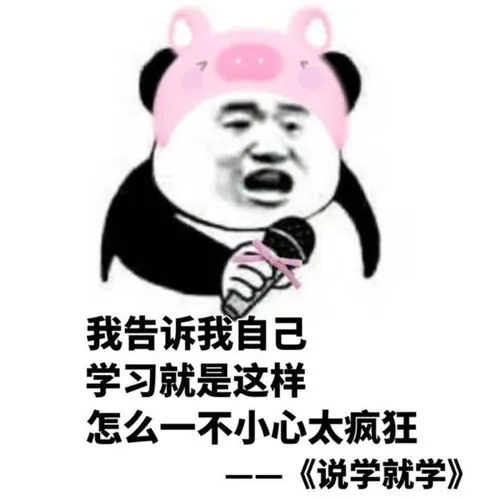 我告诉我自己
学习就是这样
怎么一不小心太疯狂
——《说学就学》